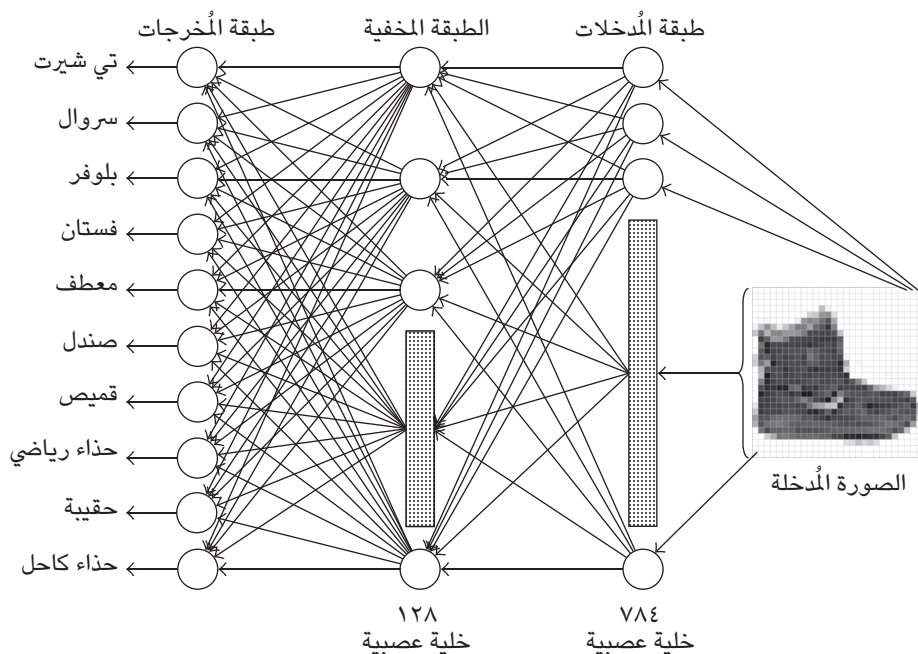 طبقة المُدخلات
الطبقة المخفية
طبقة المُخرجات
تي شيرت
سروال
بلوفر
فستان
معطف
صندل
قميص
حذاء رياضي
حقيبة
حذاء كاحل
الصورة المُدخلة
٧٨٤
خلية عصبية
١٢٨
خلية عصبية